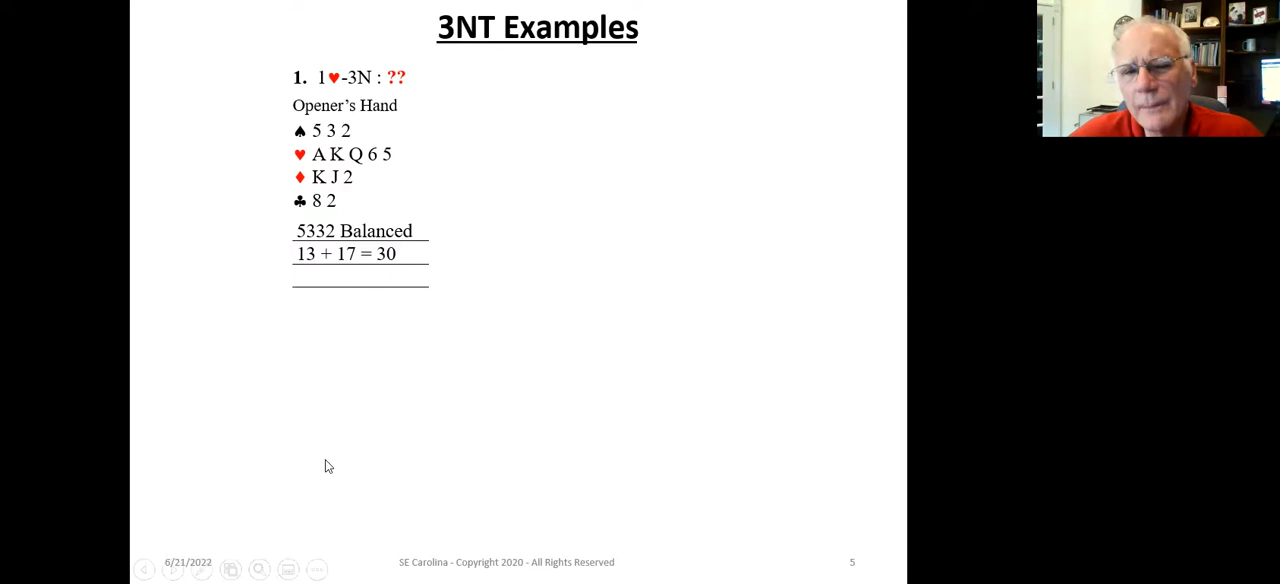 3NT Examples
1. 1♥-3N : ??
Opener's Hand
♠ 5 3 2
♥ A K Q 6 5
♦ K J 2
♣ 8 2
5332 Balanced
13 + 17 = 30
6/21/2022
SE Carolina - Copyright 2020 - All Rights Reserved
5